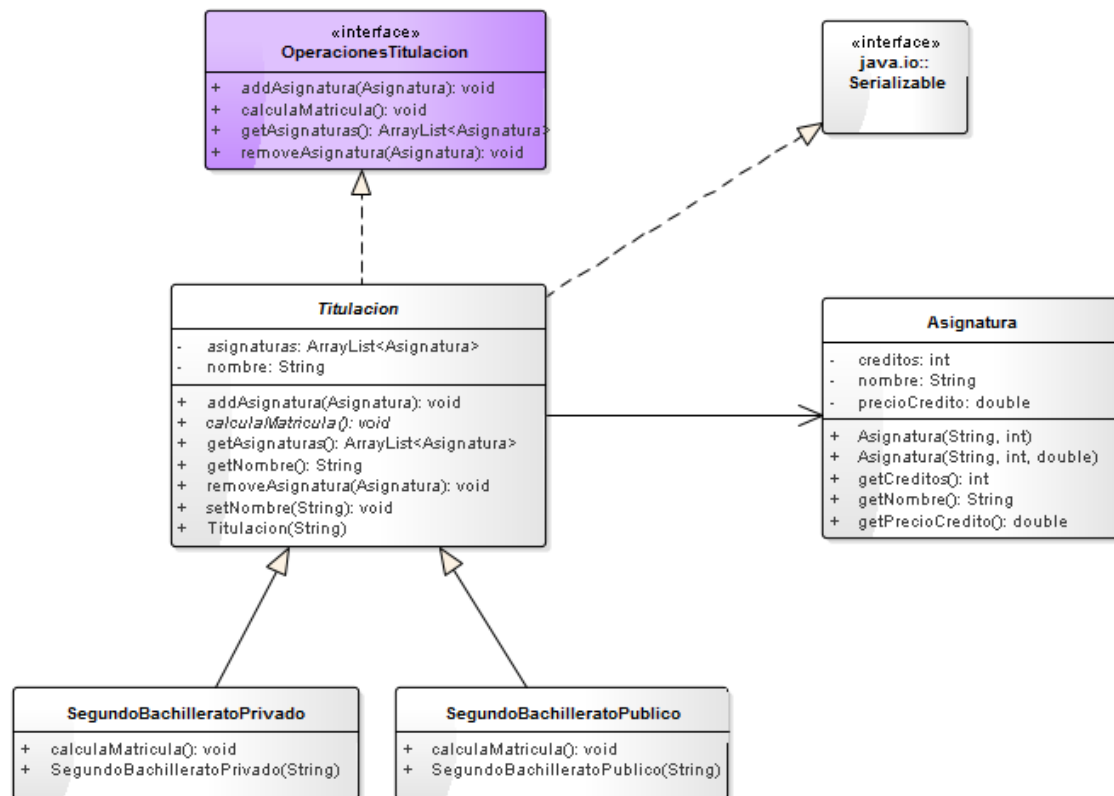 «interface»
OperacionesTitulacion
+ addAsignatura(Asignatura): void
+ calculaMatricula(): void
+ getAsignaturas(): ArrayList<Asignatura>
+ removeAsignatura(Asignatura): void
«interface»
java.io::
Serializable
Titulacion
- asignaturas: ArrayList<Asignatura>
- nombre: String
+ addAsignatura(Asignatura): void
+ calculaMatricula(): void
+ getAsignaturas(): ArrayList<Asignatura>
+ getNombre(): String
+ removeAsignatura(Asignatura): void
+ setNombre(String): void
+ Titulacion(String)
Asignatura
- creditos: int
- nombre: String
- precioCredito: double
+ Asignatura(String, int)
+ Asignatura(String, int, double)
+ getCreditos(): int
+ getNombre(): String
+ getPrecioCredito(): double
SegundoBachilleratoPrivado
+ calculaMatricula(): void
+ SegundoBachilleratoPrivado(String)
SegundoBachilleratoPublico
+ calculaMatricula(): void
+ SegundoBachilleratoPublico(String)